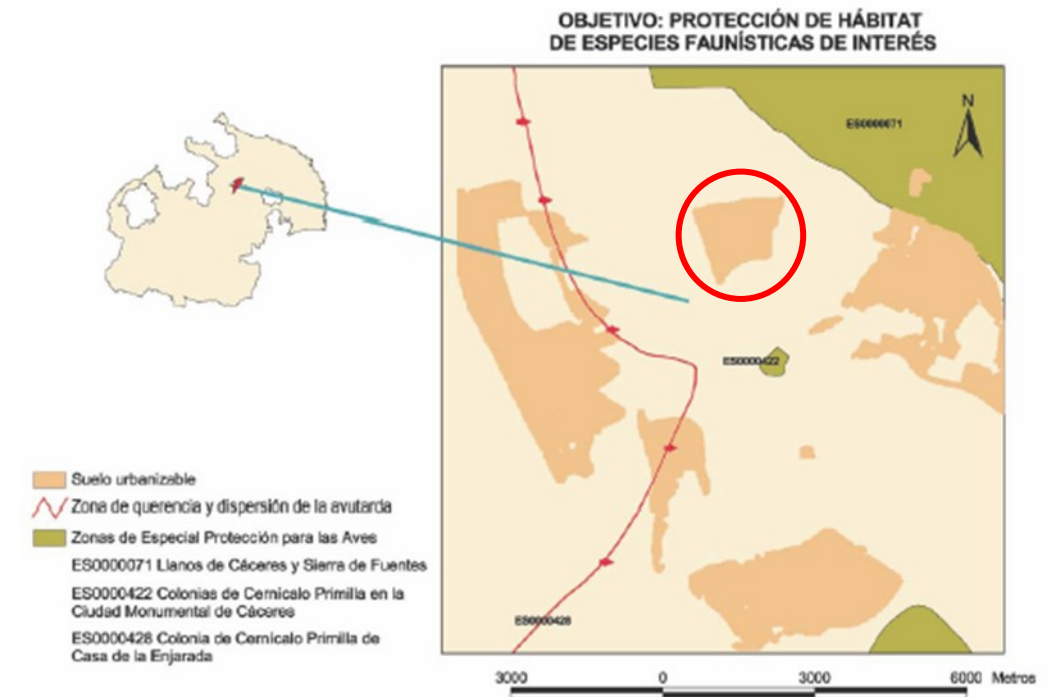 OBJETIVO: PROTECCIÓN DE HÁBITAT
DE ESPECIES FAUNÍSTICAS DE INTERÉS
N
ES0000071
ES0000422
ES0000428
Suelo urbanizable
Zona de querencia y dispersión de la avutarda
Zonas de Especial Protección para las Aves
ES0000071 Llanos de Cáceres y Sierra de Fuentes
ES0000422 Colonias de Cernicalo Primilla en la
Ciudad Monumental de Cáceres
ES0000428 Colonia de Cernicalo Primilla de
Casa de la Enjarada
3000 0 3000 6000 Metros